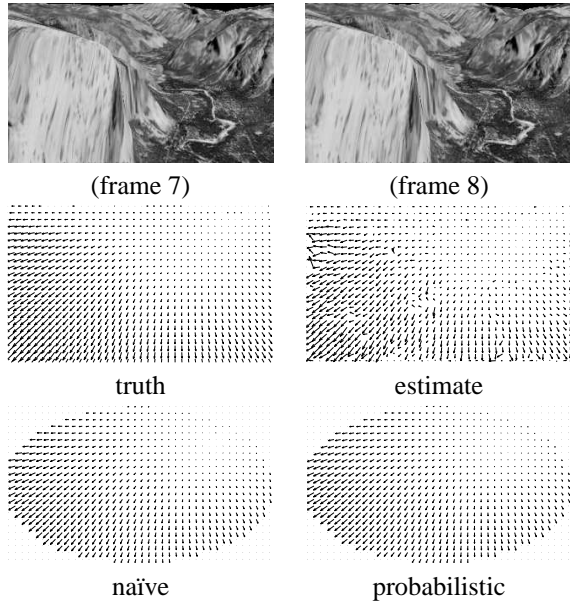 (frame 7)
(frame 8)
truth
estimate
naïve
probabilistic